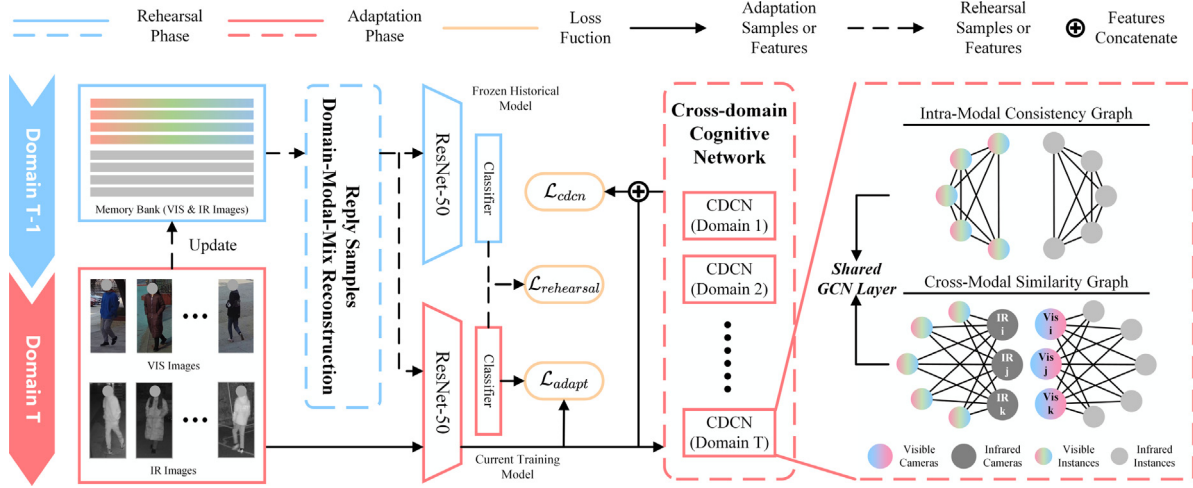 Rehearsal
Phase
Adaptation
Phase
Loss
Fuction
Adaptation
Samples or
Features
Rehearsal
Samples or
Features
Features
Concatenate
Domain T-1
Domain T
Memory Bank (VIS & IR Images)
Update
VIS Images
IR Images
Reply Samples
Domain-Modal-Mix Reconstruction
Frozen Historical
Model
ResNet-50
Classifier
ResNet-50
Classifier
Current Training
Model
ℒcdcn
ℒrehearsal
ℒadapt
Cross-domain
Cognitive
Network
CDCN
(Domain 1)
CDCN
(Domain 2)
CDCN
(Domain T)
Intra-Modal Consistency Graph
Shared
GCN Layer
Cross-Modal Similarity Graph
IR
i
IR
j
IR
k
Vis
i
Vis
j
Vis
k
Visible
Cameras
Infrared
Cameras
Visible
Instances
Infrared
Instances